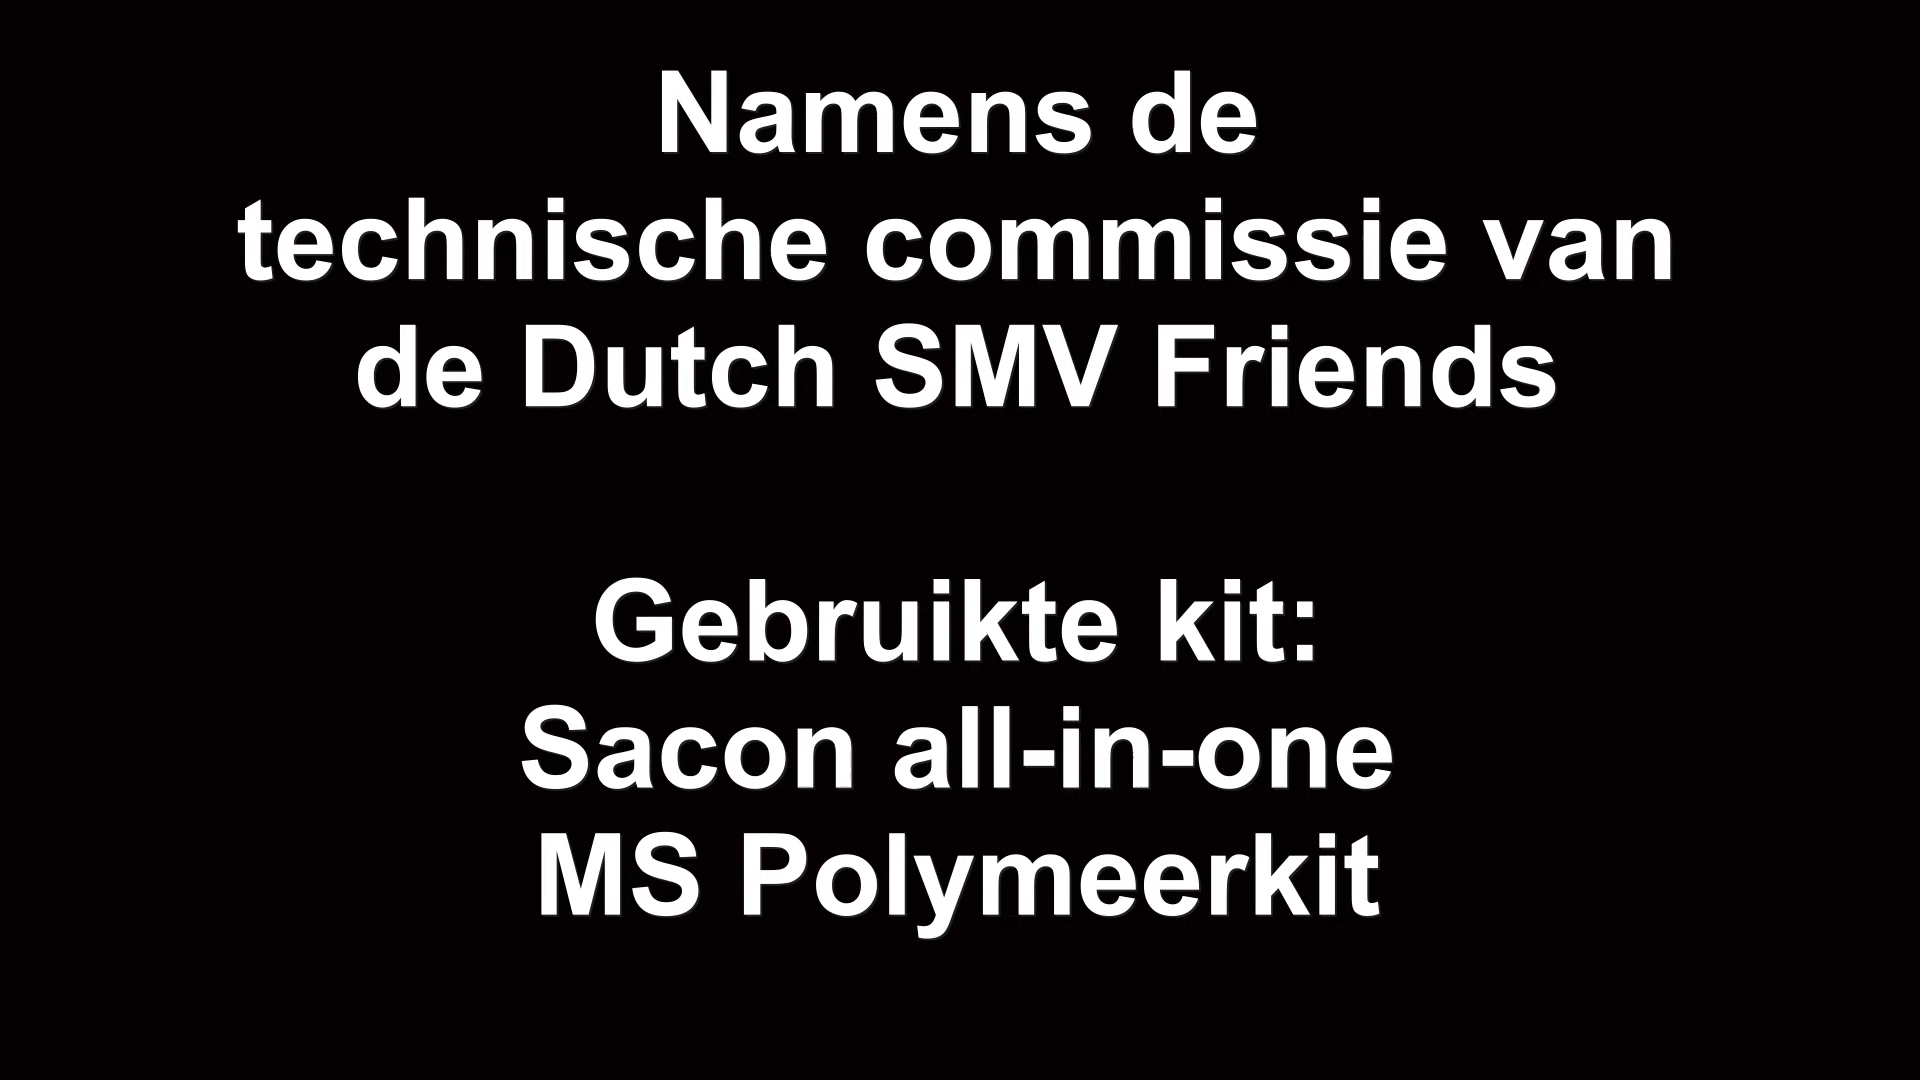 Namens de
technische commissie van
de Dutch SMV Friends
Gebruikte kit:
Sacon all-in-one
MS Polymeerkit